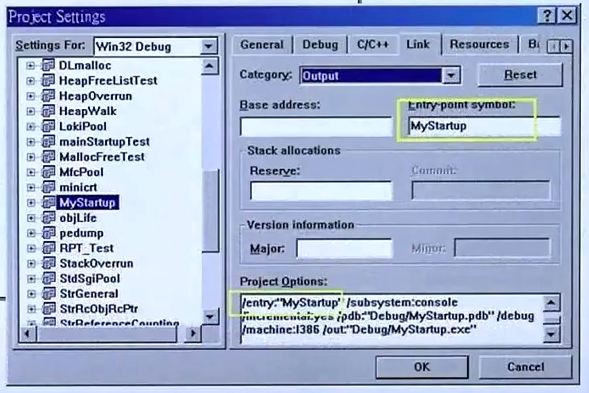 Project Settings
Settings For: Win32 Debug
DLmalloc
HeapFreeListTest
HeapOverrun
HeapWalk
LokiPool
mainStartupTest
MallocFreeTest
MfcPool
minicrt
MyStartup
objLife
pedump
RPT_Test
StackOverrun
StdSgiPool
StrGeneral
StrRcObjRcPtr
StrReferenceCounting
General Debug C/C++ Link Resources
Category: Output Reset
Base address: Entry-point symbol:
MyStartup
Stack allocations
Reserve: Commit:
Version information
Major: Minor:
Project Options:
/entry:"MyStartup" /subsystem:console
/incremental:yes /pdb:"Debug/MyStartup.pdb" /debug
/machine:I386 /out:"Debug/MyStartup.exe"
OK Cancel